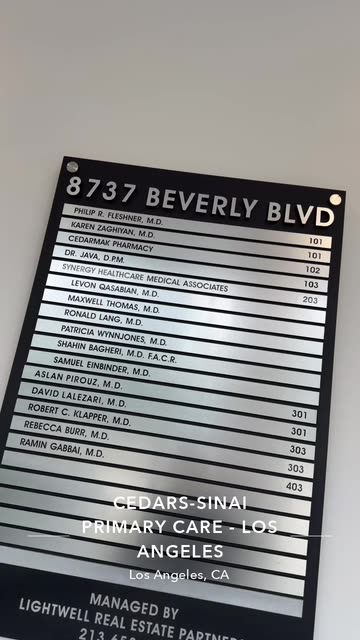 8737 BEVERLY BLVD
PHILIP R. FLESHNER, M.D. 101
KAREN ZAGHIYAN, M.D. 101
CEDARMAK PHARMACY 102
DR. JAVA, D.P.M. 103
SYNERGY HEALTHCARE MEDICAL ASSOCIATES 203
LEVON QASABIAN, M.D.
MAXWELL THOMAS, M.D.
RONALD LANG, M.D.
PATRICIA WYNNJONES, M.D.
SHAHIN BAGHERI, M.D. F.A.C.R.
SAMUEL EINBINDER, M.D.
ASLAN PIROUZ, M.D. 301
DAVID LALEZARI, M.D. 301
ROBERT C. KLAPPER, M.D. 303
REBECCA BURR, M.D. 303
RAMIN GABBAI, M.D. 403
CEDARS-SINAI
PRIMARY CARE - LOS
ANGELES
Los Angeles, CA
MANAGED BY
LIGHTWELL REAL ESTATE PARTNERS
213